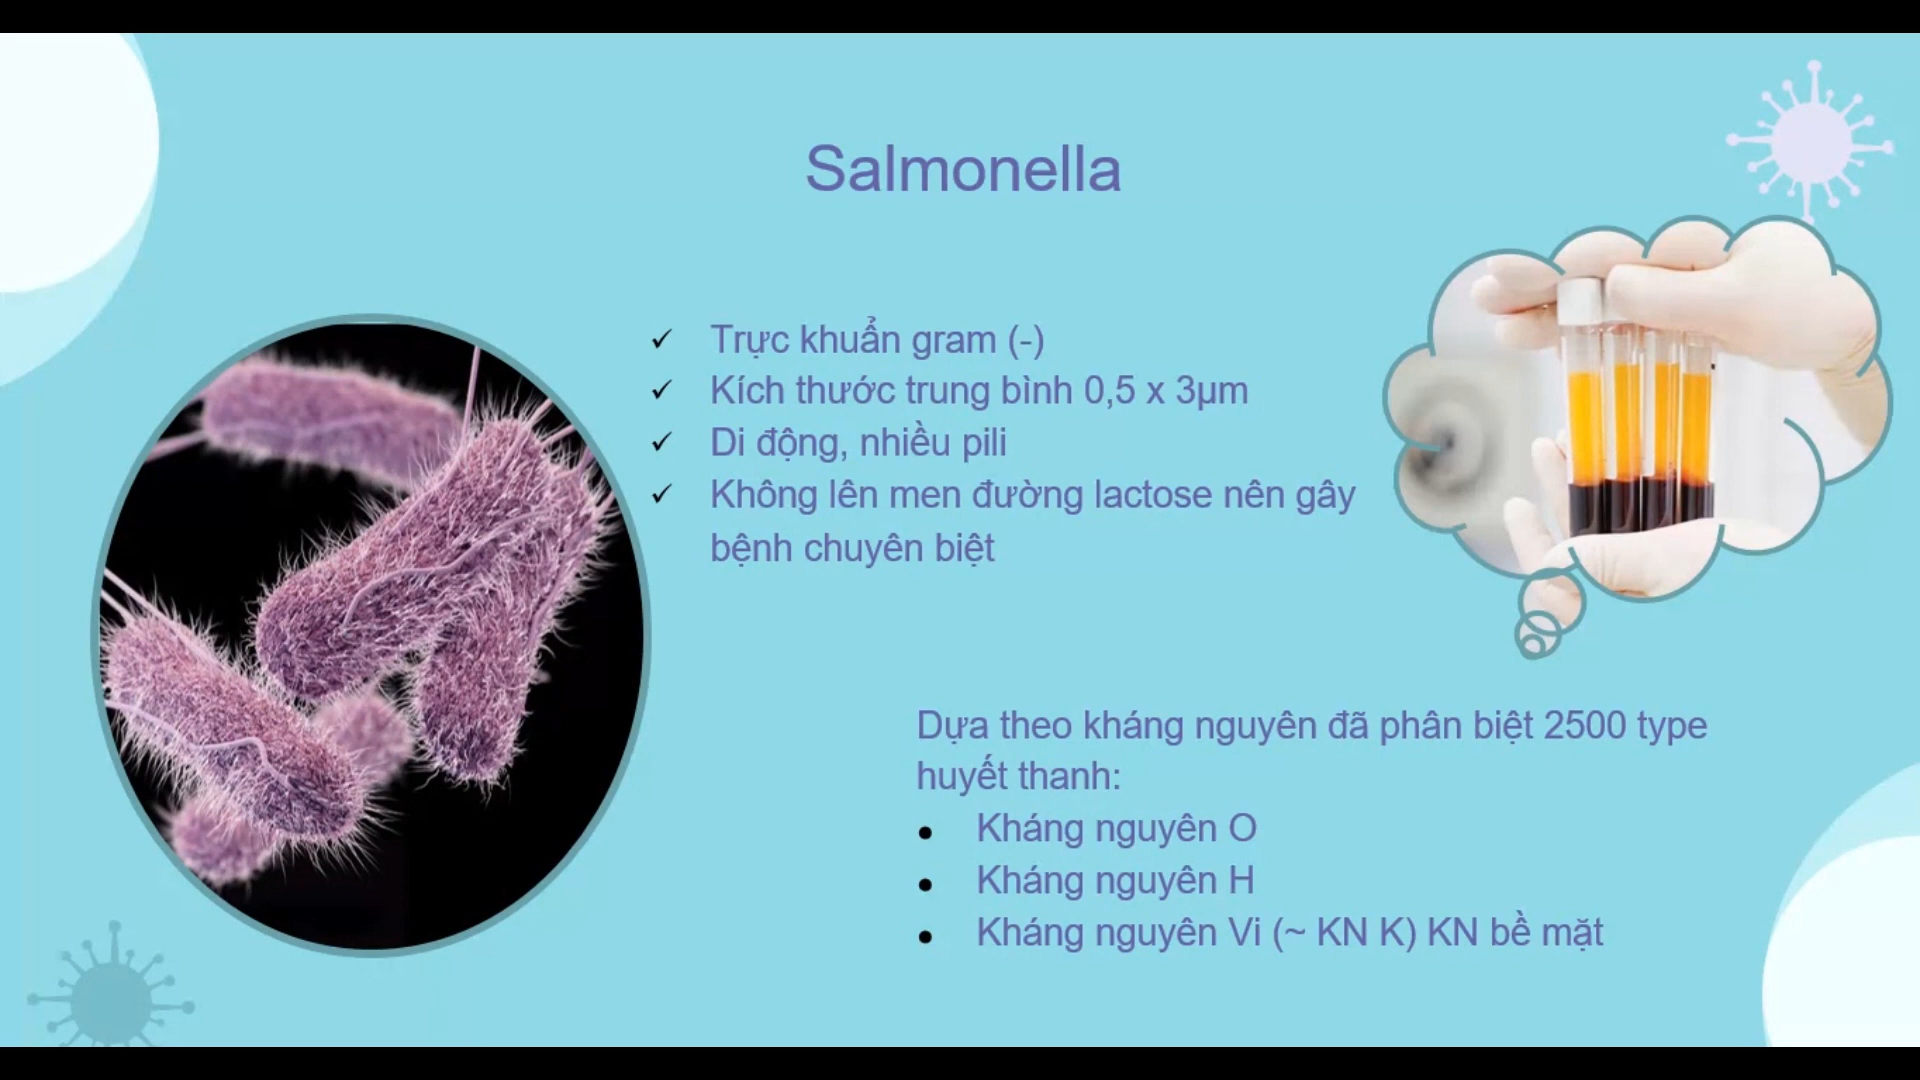 Salmonella
Trực khuẩn gram (-)
Kích thước trung bình 0,5 x 3µm
Di động, nhiều pili
Không lên men đường lactose nên gây
bệnh chuyên biệt
Dựa theo kháng nguyên đã phân biệt 2500 type
huyết thanh:
Kháng nguyên O
Kháng nguyên H
Kháng nguyên Vi (~ KN K) KN bề mặt